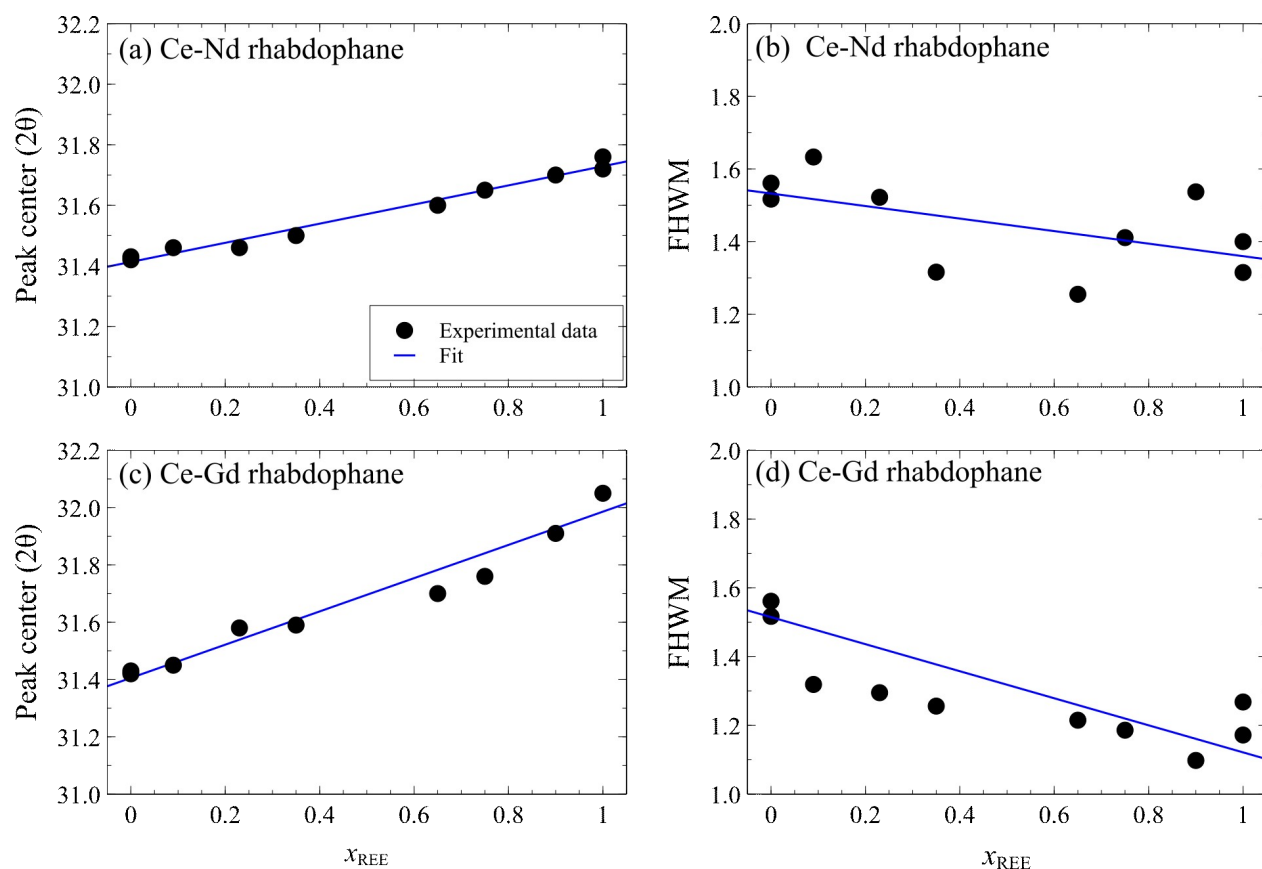 (a) Ce-Nd rhabdophane
Peak center (2θ)
32.2
32.0
31.8
31.6
31.4
31.2
31.0
Experimental data
Fit
0 0.2 0.4 0.6 0.8 1
(b) Ce-Nd rhabdophane
FHWM
2.0
1.8
1.6
1.4
1.2
1.0
0 0.2 0.4 0.6 0.8 1
(c) Ce-Gd rhabdophane
Peak center (2θ)
32.2
32.0
31.8
31.6
31.4
31.2
31.0
0 0.2 0.4 0.6 0.8 1
xREE
(d) Ce-Gd rhabdophane
FHWM
2.0
1.8
1.6
1.4
1.2
1.0
0 0.2 0.4 0.6 0.8 1
xREE